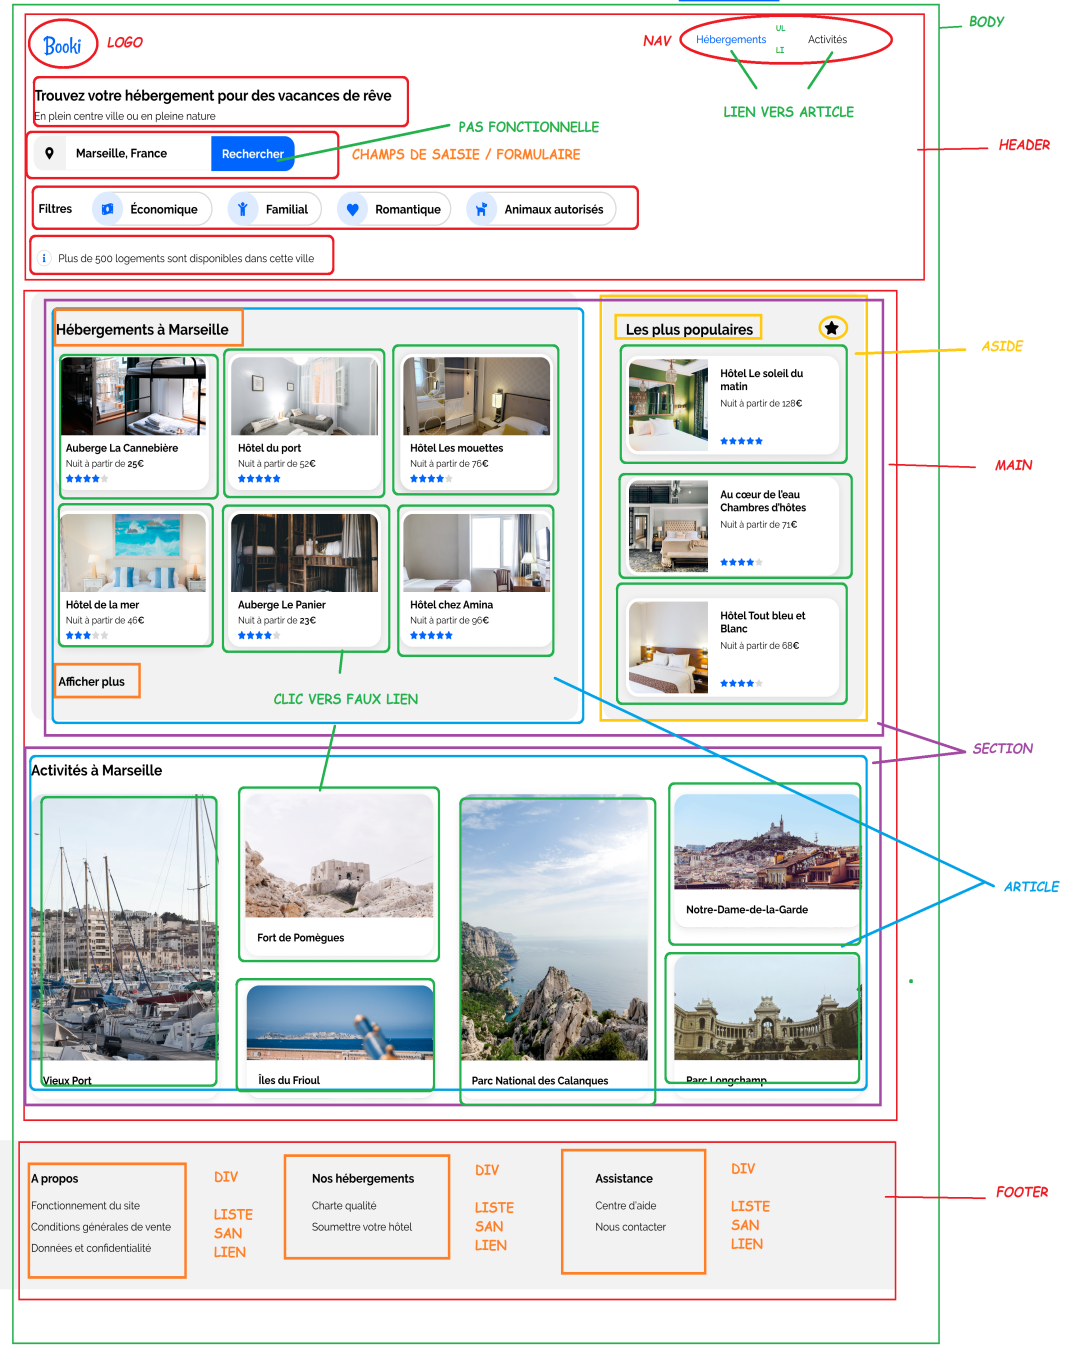 BODY
Booki
LOGO
NAV
Hébergements
UL
LI
Activités
LIEN VERS ARTICLE
Trouvez votre hébergement pour des vacances de rêve
En plein centre ville ou en pleine nature
PAS FONCTIONNELLE
Marseille, France
Rechercher
CHAMPS DE SAISIE / FORMULAIRE
HEADER
Filtres
Économique
Familial
Romantique
Animaux autorisés
i
Plus de 500 logements sont disponibles dans cette ville
Hébergements à Marseille
Auberge La Cannebière
Nuit à partir de 25€
Hôtel du port
Nuit à partir de 52€
Hôtel Les mouettes
Nuit à partir de 76€
Hôtel de la mer
Nuit à partir de 46€
Auberge Le Panier
Nuit à partir de 23€
Hôtel chez Amina
Nuit à partir de 96€
Afficher plus
CLIC VERS FAUX LIEN
Les plus populaires
ASIDE
Hôtel Le soleil du
matin
Nuit à partir de 128€
MAIN
Au cœur de l'eau
Chambres d'hôtes
Nuit à partir de 71€
Hôtel Tout bleu et
Blanc
Nuit à partir de 68€
SECTION
Activités à Marseille
Vieux Port
Fort de Pomègues
Îles du Frioul
Parc National des Calanques
Notre-Dame-de-la-Garde
Parc Longchamp
ARTICLE
A propos
Fonctionnement du site
Conditions générales de vente
Données et confidentialité
DIV
LISTE
SAN
LIEN
Nos hébergements
Charte qualité
Soumettre votre hôtel
DIV
LISTE
SAN
LIEN
Assistance
Centre d'aide
Nous contacter
DIV
LISTE
SAN
LIEN
FOOTER